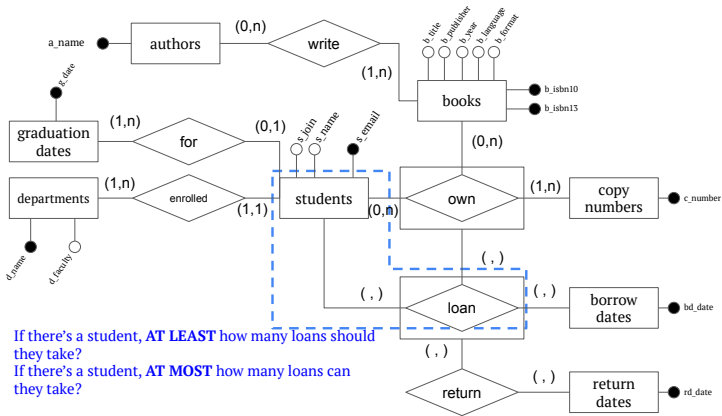 b_title
b_publisher
b_year
b_language
b_format
a_name
authors
(0,n)
write
(1,n)
books
b_isbn10
b_isbn13
g_date
graduation
dates
(1,n)
for
(0,1)
s_join
s_name
s_email
(0,n)
departments
(1,n)
enrolled
(1,1)
students
(0,n)
own
(1,n)
copy
numbers
c_number
d_name
d_faculty
( , )
( , )
loan
( , )
borrow
dates
bd_date
If there's a student, AT LEAST how many loans should
they take?
If there's a student, AT MOST how many loans can
they take?
( , )
return
( , )
return
dates
rd_date